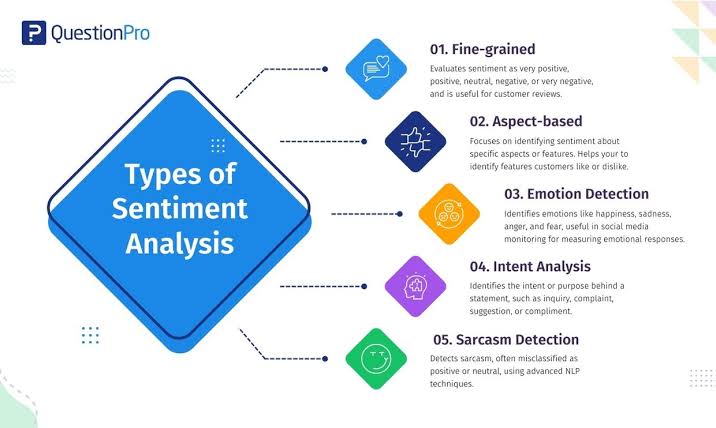 QuestionPro
Types of
Sentiment
Analysis
01. Fine-grained
Evaluates sentiment as very positive,
positive, neutral, negative, or very negative,
and is useful for customer reviews.
02. Aspect-based
Focuses on identifying sentiment about
specific aspects or features. Helps your to
identify features customers like or dislike.
03. Emotion Detection
Identifies emotions like happiness, sadness,
anger, and fear, useful in social media
monitoring for measuring emotional responses.
04. Intent Analysis
Identifies the intent or purpose behind a
statement, such as inquiry, complaint,
suggestion, or compliment.
05. Sarcasm Detection
Detects sarcasm, often misclassified as
positive or neutral, using advanced NLP
techniques.